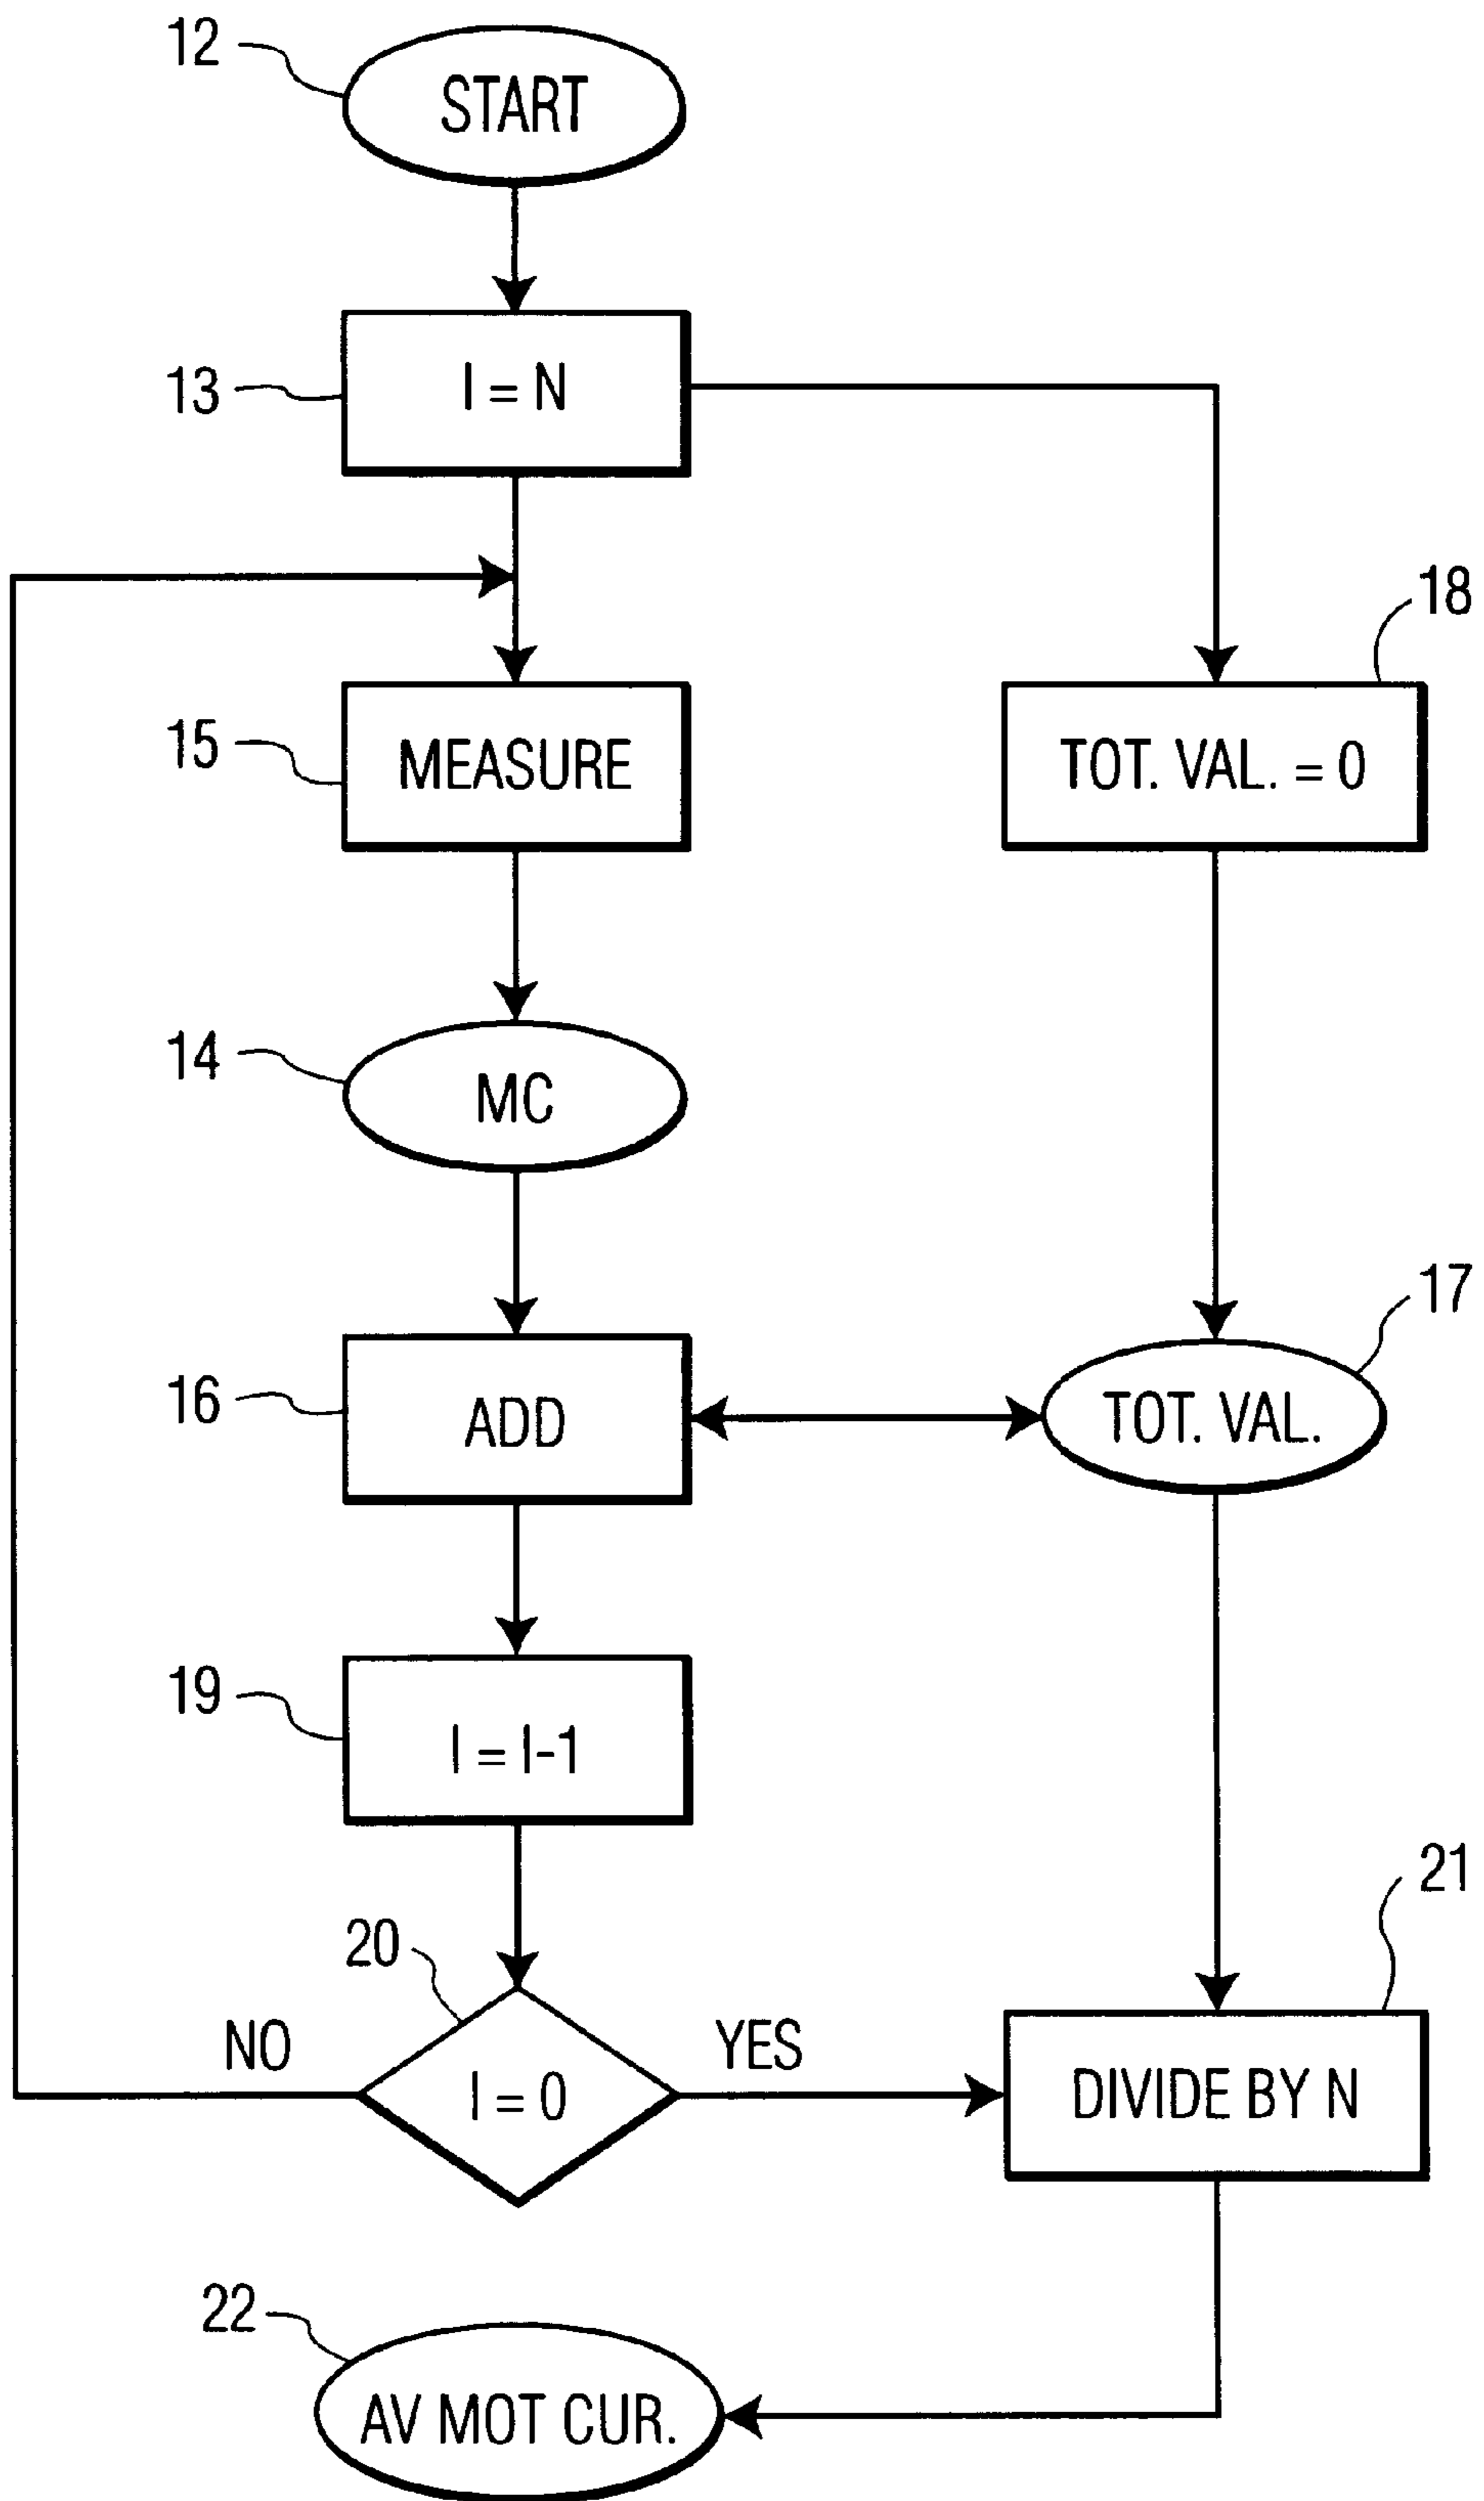 12
START
13
I = N
18
15
MEASURE
TOT. VAL. = 0
14
MC
17
16
ADD
TOT. VAL.
19
I = I-1
21
20
NO
YES
I = 0
DIVIDE BY N
22
AV MOT CUR.